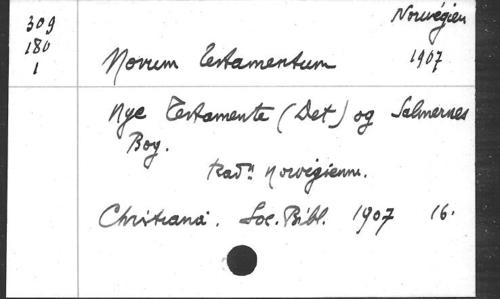 309
180
1
Norvégien
Novum Testamentum 1907
Nye Testamente (Det) og Salmernes
Bog.
trad.n Norvégienne.
Christiana. Soc. Bibl. 1907 16.